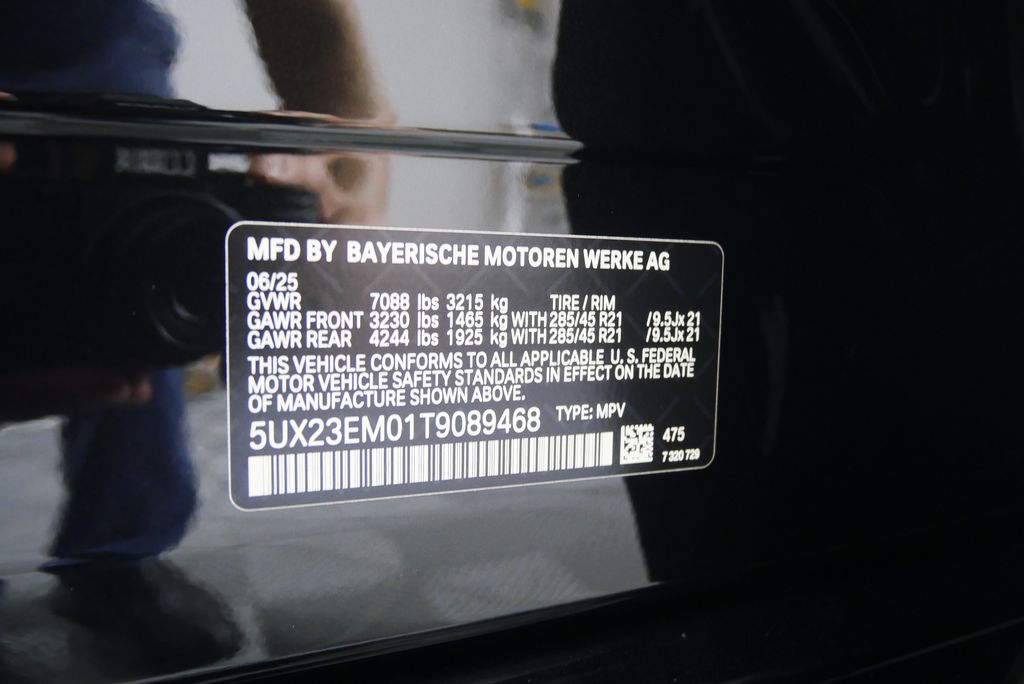 MFD BY BAYERISCHE MOTOREN WERKE AG
06/25
GVWR 7088 lbs 3215 kg TIRE / RIM
GAWR FRONT 3230 lbs 1465 kg WITH 285/45 R21 /9.5Jx 21
GAWR REAR 4244 lbs 1925 kg WITH 285/45 R21 /9.5Jx 21
THIS VEHICLE CONFORMS TO ALL APPLICABLE U.S. FEDERAL
MOTOR VEHICLE SAFETY STANDARDS IN EFFECT ON THE DATE
OF MANUFACTURE SHOWN ABOVE.
5UX23EM01T9089468 TYPE: MPV
475
7 320 729